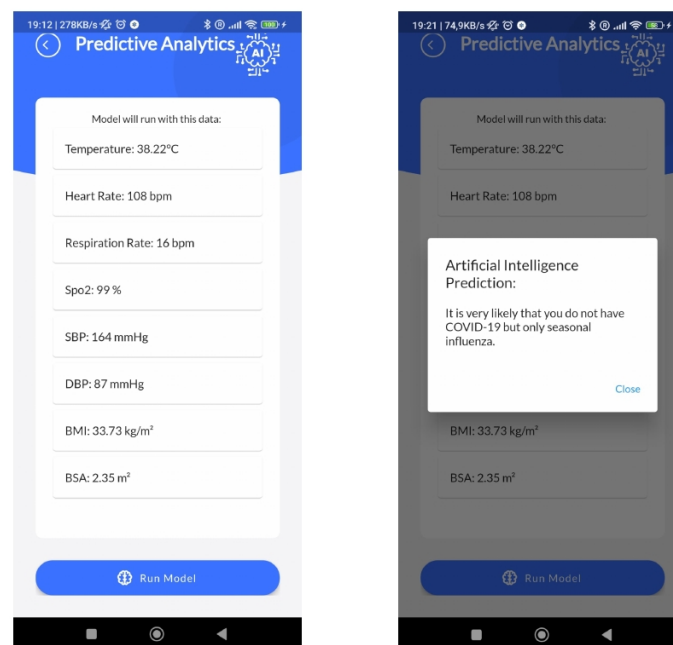 19:12 | 278KB/s
100
Predictive Analytics
AI
Model will run with this data:
Temperature: 38.22°C
Heart Rate: 108 bpm
Respiration Rate: 16 bpm
Spo2: 99 %
SBP: 164 mmHg
DBP: 87 mmHg
BMI: 33.73 kg/m²
BSA: 2.35 m²
Run Model
19:21 | 74,9KB/s
Predictive Analytics
AI
Model will run with this data:
Temperature: 38.22°C
Heart Rate: 108 bpm
Artificial Intelligence
Prediction:
It is very likely that you do not have
COVID-19 but only seasonal
influenza.
Close
BMI: 33.73 kg/m²
BSA: 2.35 m²
Run Model